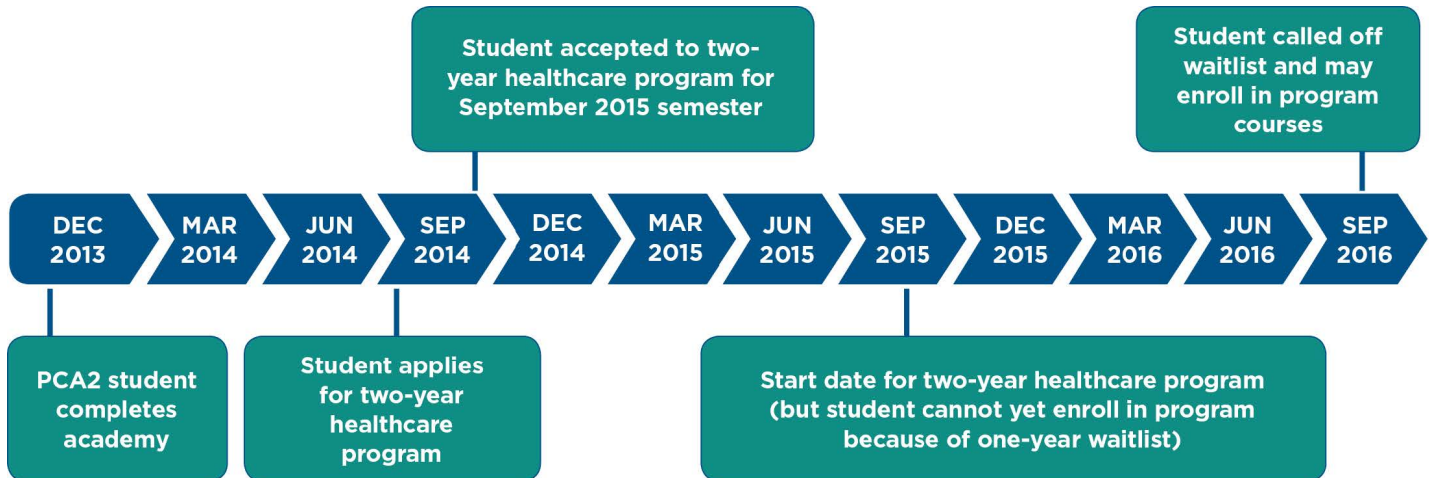 Student accepted to two-
year healthcare program for
September 2015 semester
Student called off
waitlist and may
enroll in program
courses
DEC
2013
MAR
2014
JUN
2014
SEP
2014
DEC
2014
MAR
2015
JUN
2015
SEP
2015
DEC
2015
MAR
2016
JUN
2016
SEP
2016
PCA2 student
completes
academy
Student applies
for two-year
healthcare
program
Start date for two-year healthcare program
(but student cannot yet enroll in program
because of one-year waitlist)